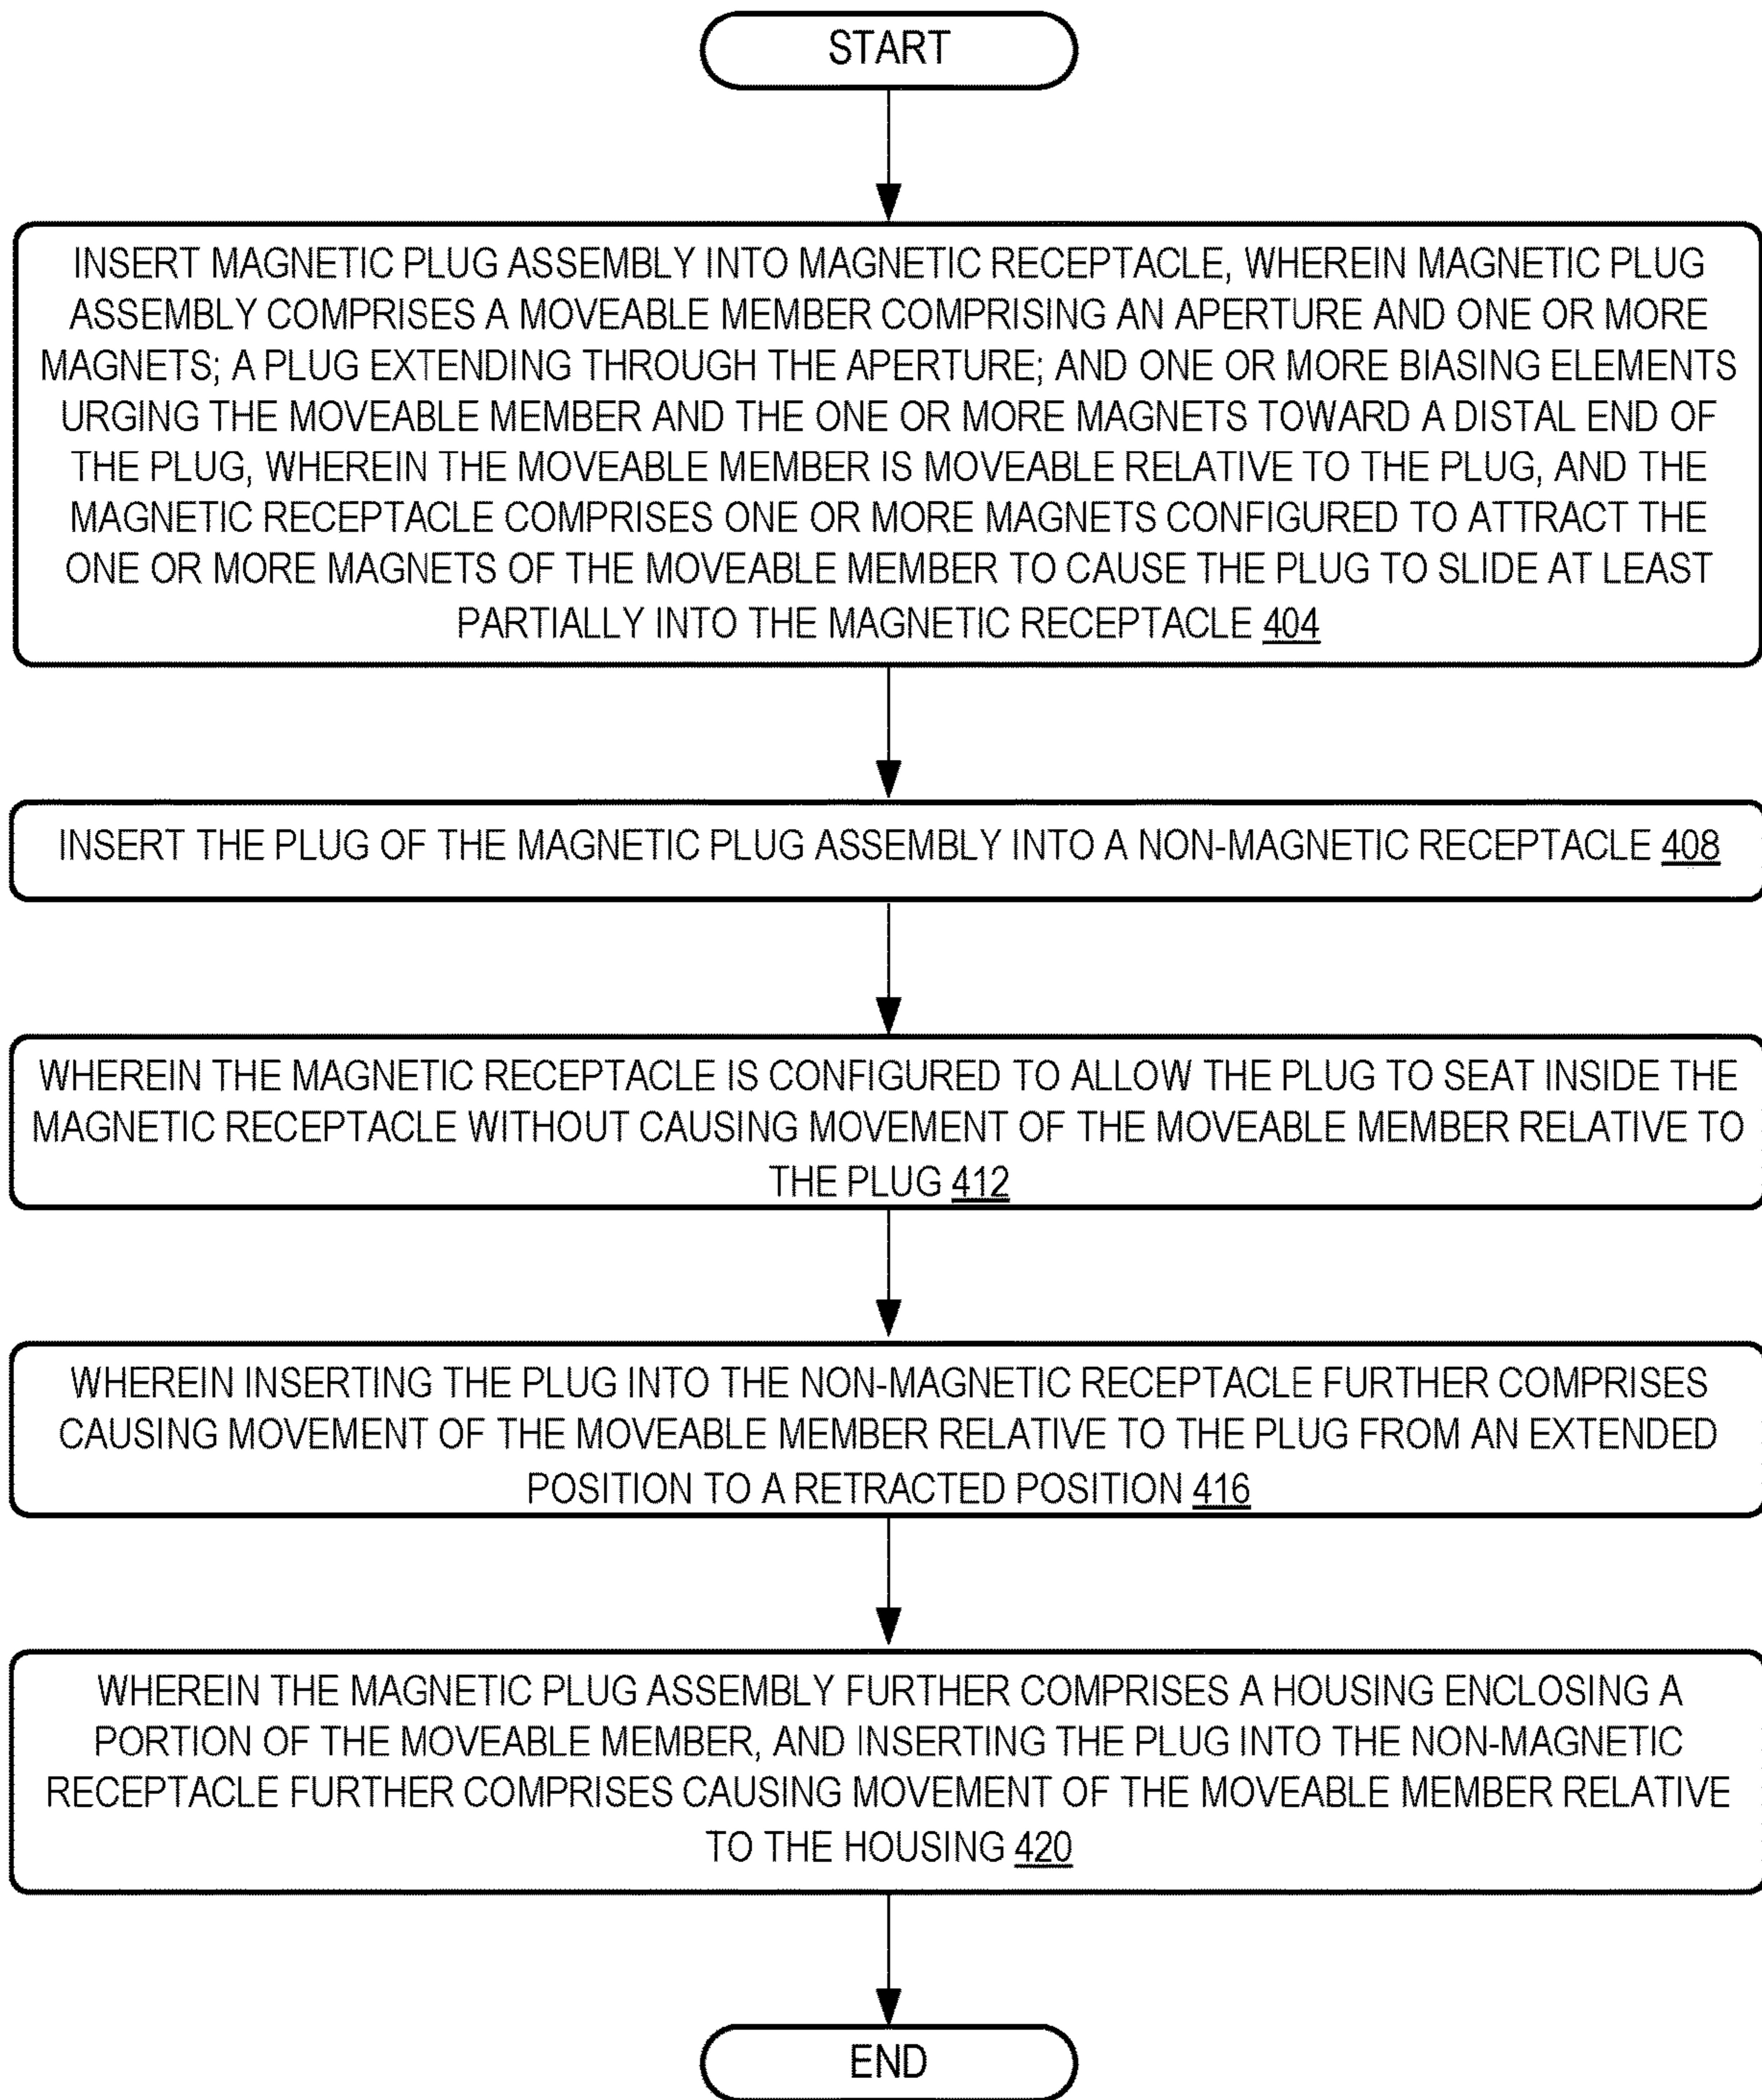 START
INSERT MAGNETIC PLUG ASSEMBLY INTO MAGNETIC RECEPTACLE, WHEREIN MAGNETIC PLUG
ASSEMBLY COMPRISES A MOVEABLE MEMBER COMPRISING AN APERTURE AND ONE OR MORE
MAGNETS; A PLUG EXTENDING THROUGH THE APERTURE; AND ONE OR MORE BIASING ELEMENTS
URGING THE MOVEABLE MEMBER AND THE ONE OR MORE MAGNETS TOWARD A DISTAL END OF
THE PLUG, WHEREIN THE MOVEABLE MEMBER IS MOVEABLE RELATIVE TO THE PLUG, AND THE
MAGNETIC RECEPTACLE COMPRISES ONE OR MORE MAGNETS CONFIGURED TO ATTRACT THE
ONE OR MORE MAGNETS OF THE MOVEABLE MEMBER TO CAUSE THE PLUG TO SLIDE AT LEAST
PARTIALLY INTO THE MAGNETIC RECEPTACLE 404
INSERT THE PLUG OF THE MAGNETIC PLUG ASSEMBLY INTO A NON-MAGNETIC RECEPTACLE 408
WHEREIN THE MAGNETIC RECEPTACLE IS CONFIGURED TO ALLOW THE PLUG TO SEAT INSIDE THE
MAGNETIC RECEPTACLE WITHOUT CAUSING MOVEMENT OF THE MOVEABLE MEMBER RELATIVE TO
THE PLUG 412
WHEREIN INSERTING THE PLUG INTO THE NON-MAGNETIC RECEPTACLE FURTHER COMPRISES
CAUSING MOVEMENT OF THE MOVEABLE MEMBER RELATIVE TO THE PLUG FROM AN EXTENDED
POSITION TO A RETRACTED POSITION 416
WHEREIN THE MAGNETIC PLUG ASSEMBLY FURTHER COMPRISES A HOUSING ENCLOSING A
PORTION OF THE MOVEABLE MEMBER, AND INSERTING THE PLUG INTO THE NON-MAGNETIC
RECEPTACLE FURTHER COMPRISES CAUSING MOVEMENT OF THE MOVEABLE MEMBER RELATIVE
TO THE HOUSING 420
END